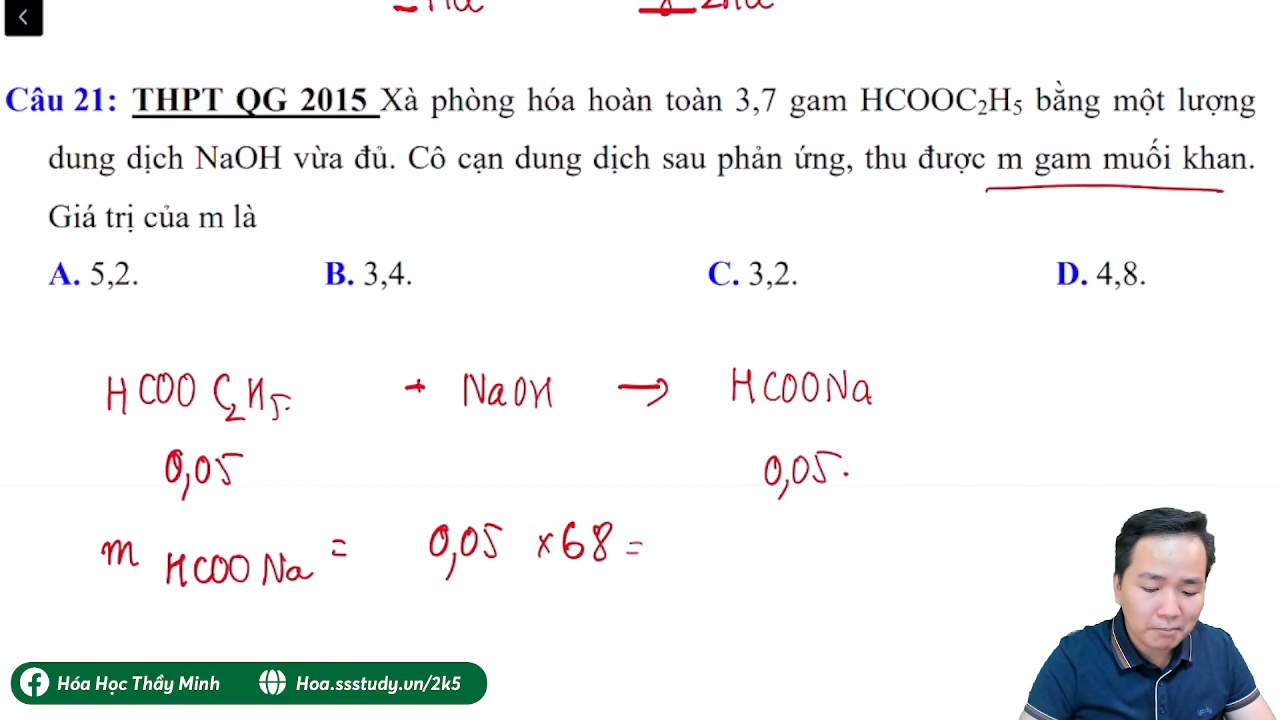 Câu 21: THPT QG 2015 Xà phòng hóa hoàn toàn 3,7 gam HCOOC₂H₅ bằng một lượng
dung dịch NaOH vừa đủ. Cô cạn dung dịch sau phản ứng, thu được m gam muối khan.
Giá trị của m là
A. 5,2. B. 3,4. C. 3,2. D. 4,8.
HCOOC₂H₅ + NaOH → HCOONa
0,05 0,05.
m HCOONa = 0,05 × 68 =
Hóa Học Thầy Minh Hoa.ssstudy.vn/2k5